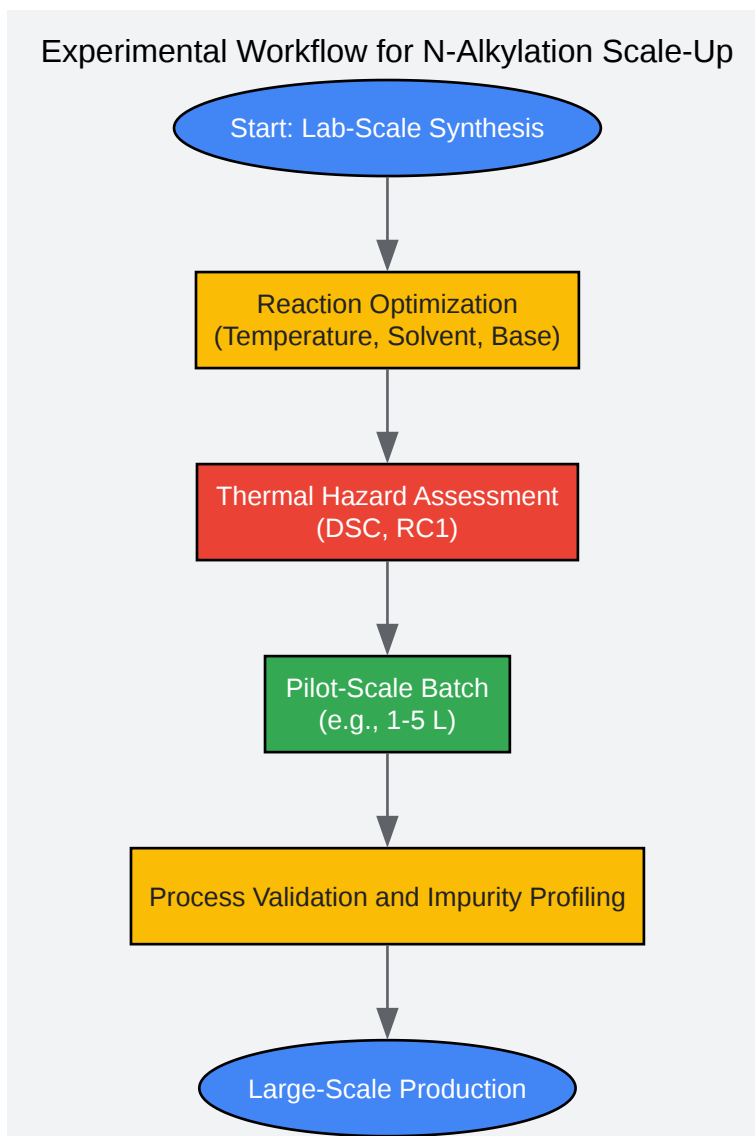 Experimental Workflow for N-Alkylation Scale-Up
Start: Lab-Scale Synthesis
Reaction Optimization
(Temperature, Solvent, Base)
Thermal Hazard Assessment
(DSC, RC1)
Pilot-Scale Batch
(e.g., 1-5 L)
Process Validation and Impurity Profiling
Large-Scale Production